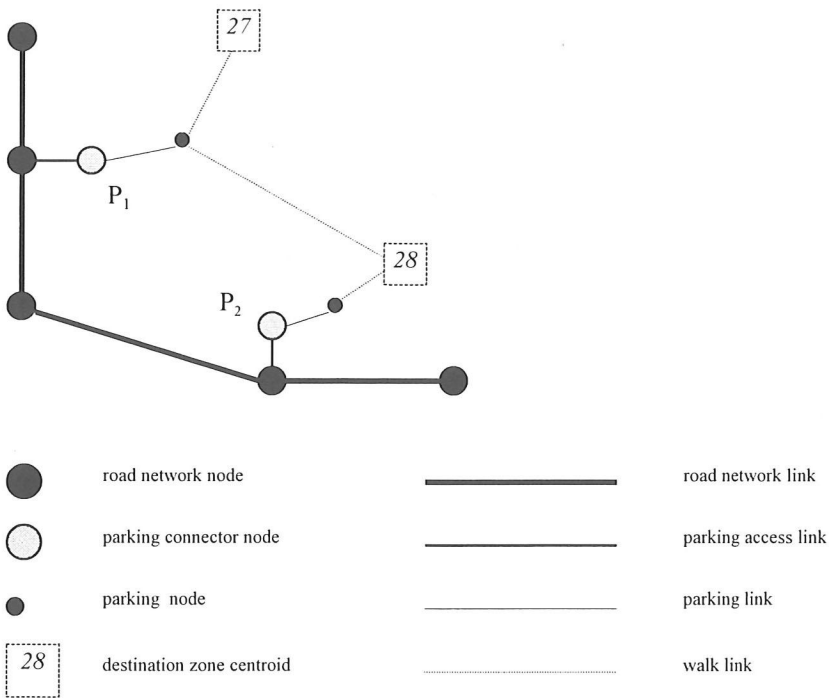 27
P1
28
P2
road network node
road network link
parking connector node
parking access link
parking node
parking link
28
destination zone centroid
walk link